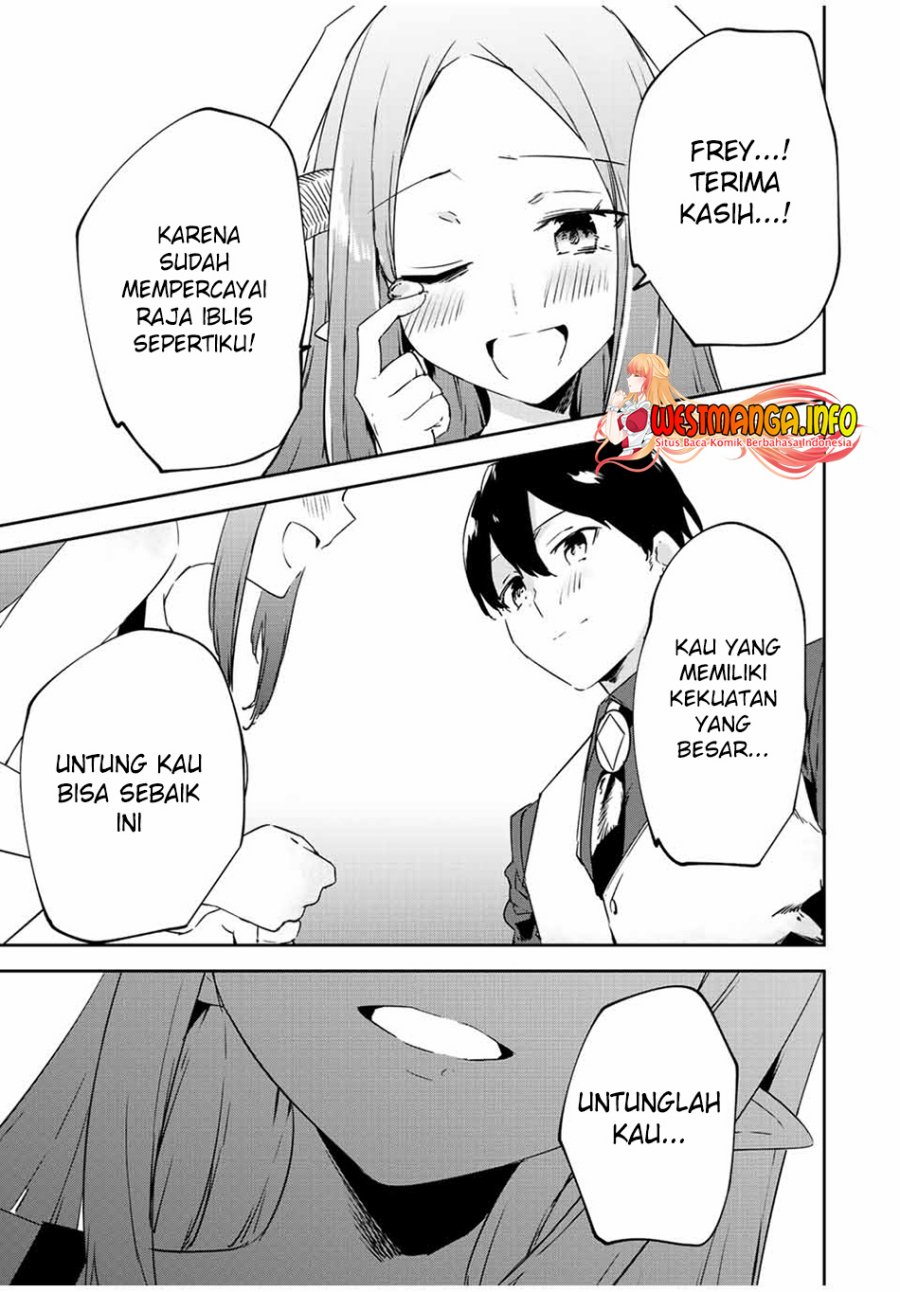 FREY...!
TERIMA
KASIH...!
KARENA
SUDAH
MEMPERCAYAI
RAJA IBLIS
SEPERTIKU!
WESTMANGA.INFO
Situs Baca Komik Berbahasa Indonesia
KAU YANG
MEMILIKI
KEKUATAN
YANG
BESAR...
UNTUNG KAU
BISA SEBAIK
INI
UNTUNGLAH
KAU...